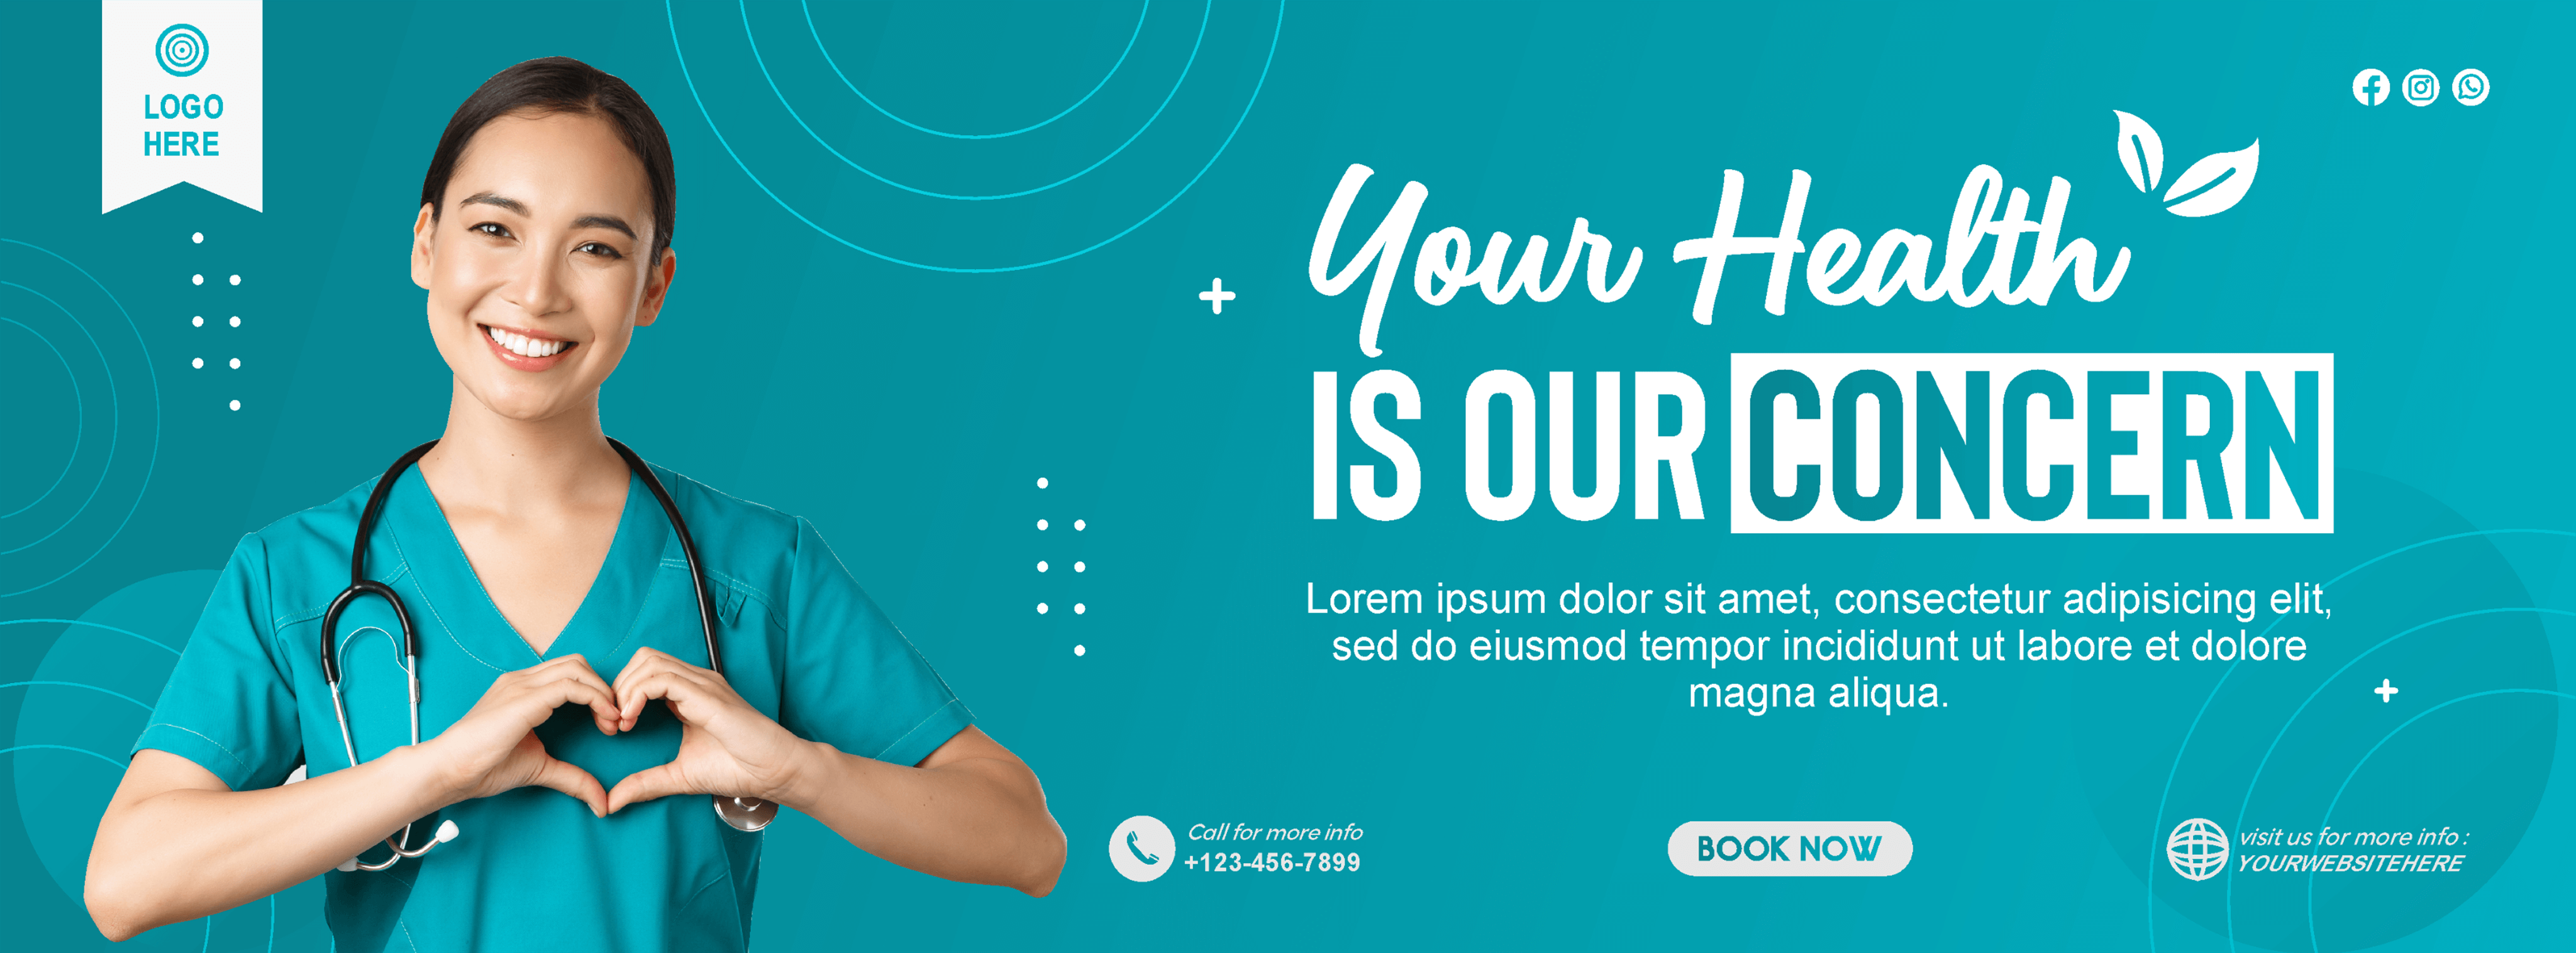 LOGO
HERE
Your Health
IS OUR CONCERN
Lorem ipsum dolor sit amet, consectetur adipisicing elit,
sed do eiusmod tempor incididunt ut labore et dolore
magna aliqua.
Call for more info
+123-456-7899
BOOK NOW
visit us for more info :
YOURWEBSITEHERE